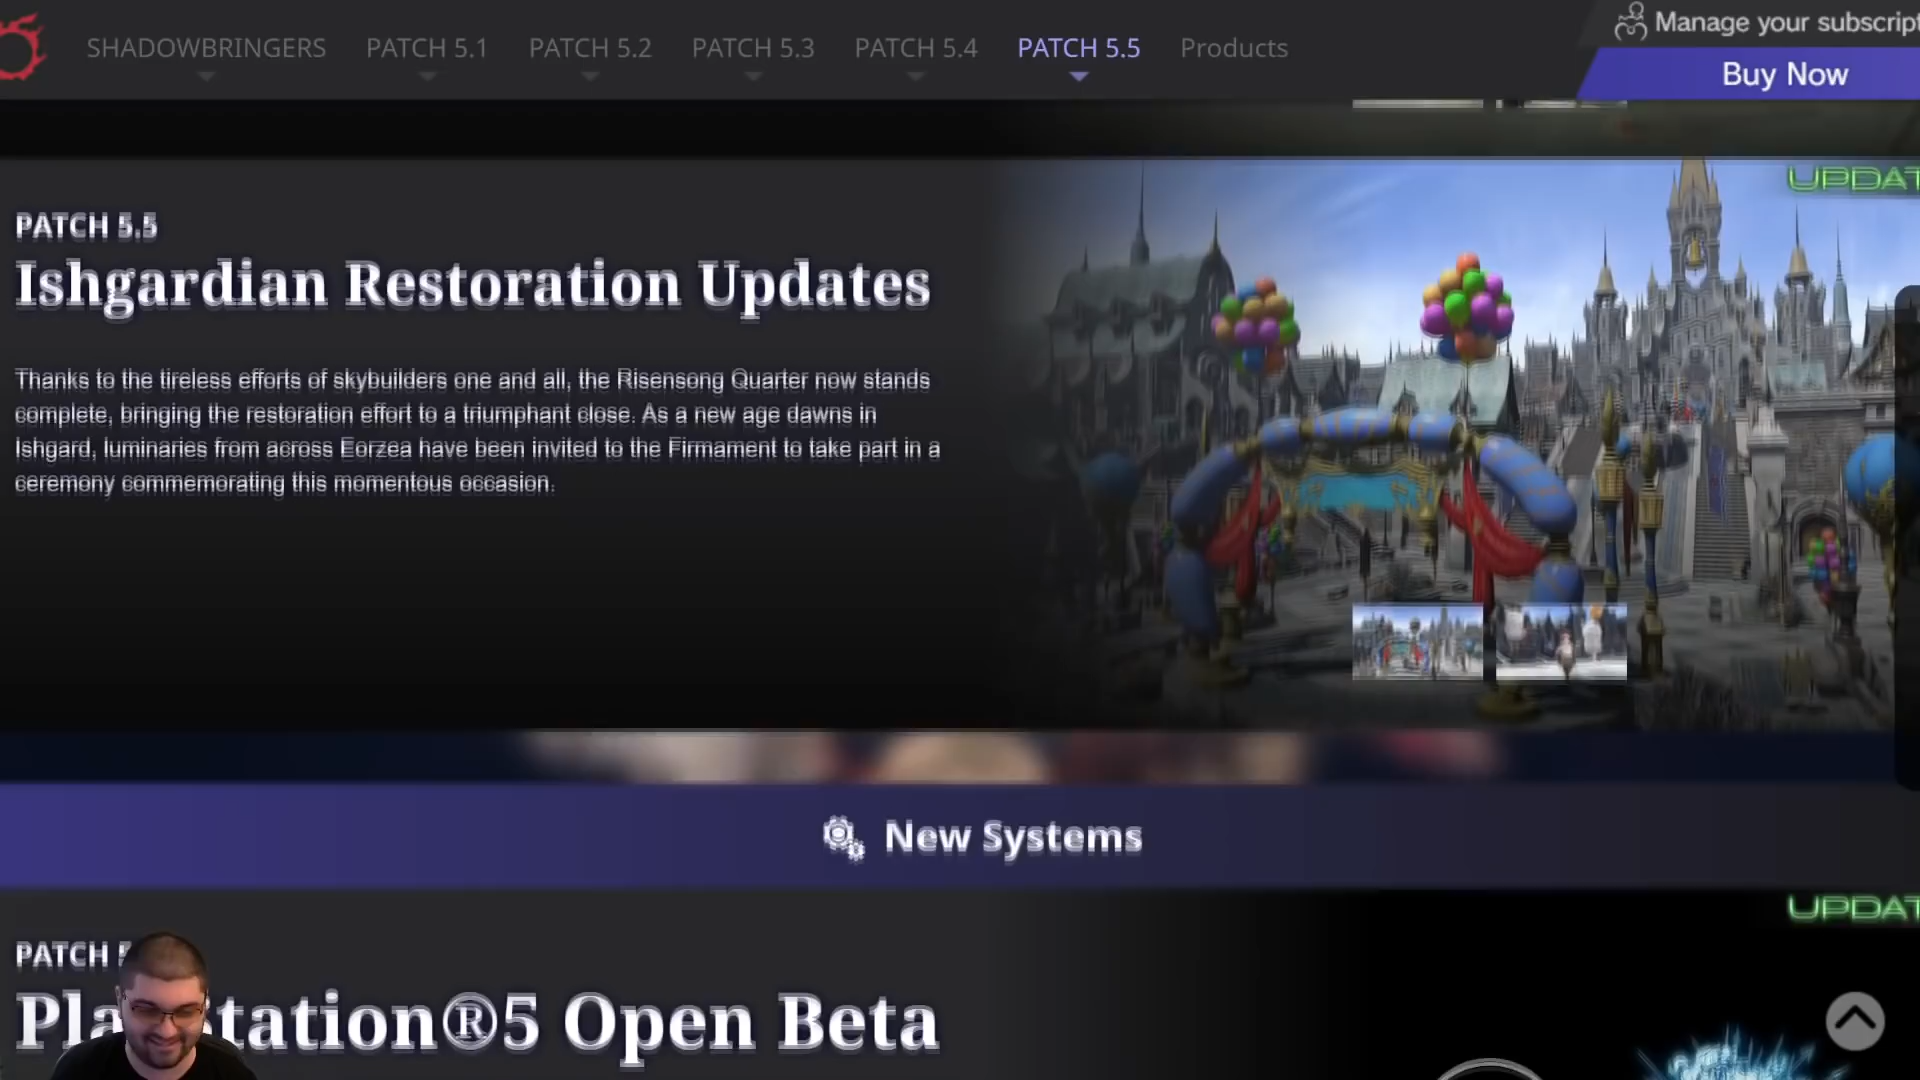 SHADOWBRINGERS PATCH 5.1 PATCH 5.2 PATCH 5.3 PATCH 5.4 PATCH 5.5 Products
Manage your subscript
Buy Now
UPDAT
PATCH 5.5
Ishgardian Restoration Updates
Thanks to the tireless efforts of skybuilders one and all, the Risensong Quarter now stands
complete, bringing the restoration effort to a triumphant close. As a new age dawns in
Ishgard, luminaries from across Eorzea have been invited to the Firmament to take part in a
ceremony commemorating this momentous occasion.
New Systems
UPDAT
PATCH
Pla tation®5 Open Beta